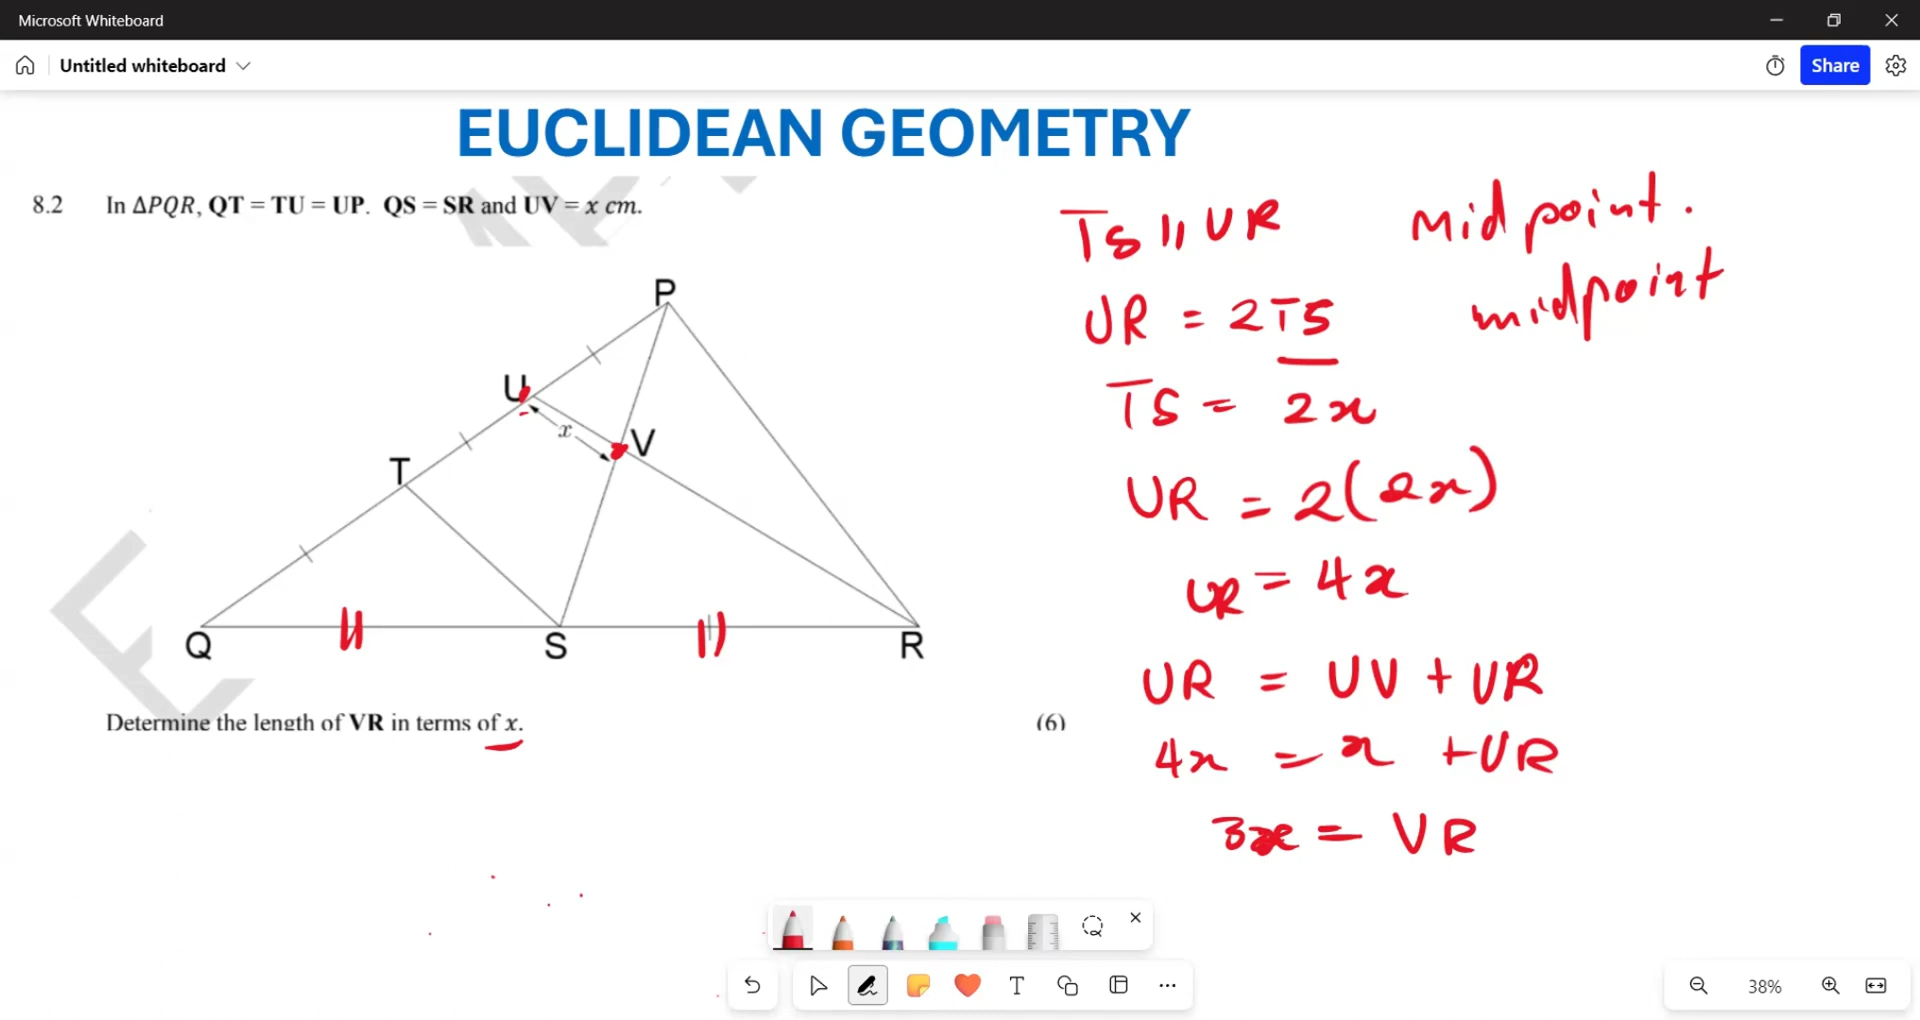 Microsoft Whiteboard
Untitled whiteboard
Share
EUCLIDEAN GEOMETRY
8.2 In ΔPQR, QT = TU = UP. QS = SR and UV = x cm.
P
U
x
V
T
Q
S
R
Determine the length of VR in terms of x. (6)
TS || UR midpoint.
UR = 2TS midpoint
TS = 2x
UR = 2(2x)
UR = 4x
UR = UV + VR
4x = x + VR
3x = VR
T
38%